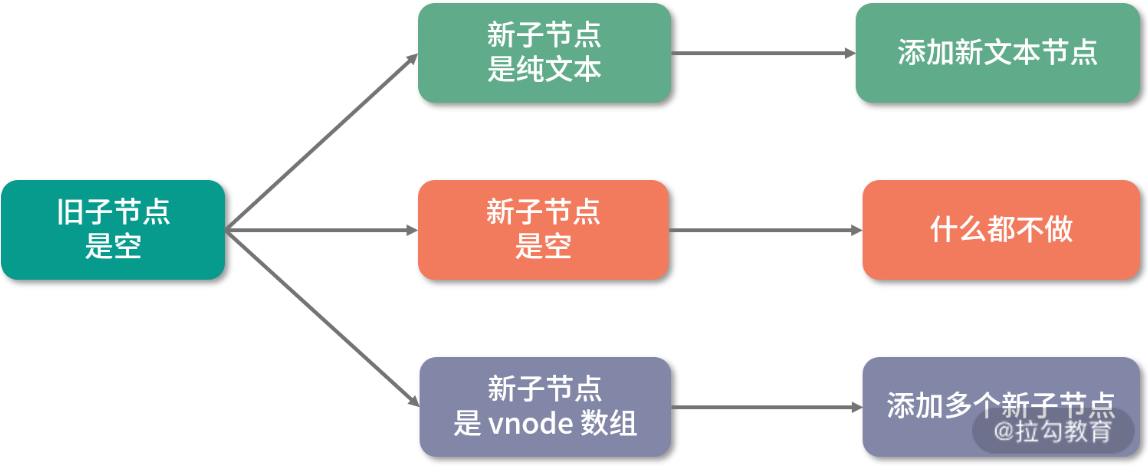 新子节点
是纯文本
添加新文本节点
旧子节点
是空
新子节点
是空
什么都不做
新子节点
是 vnode 数组
添加多个新子节点
@拉勾教育